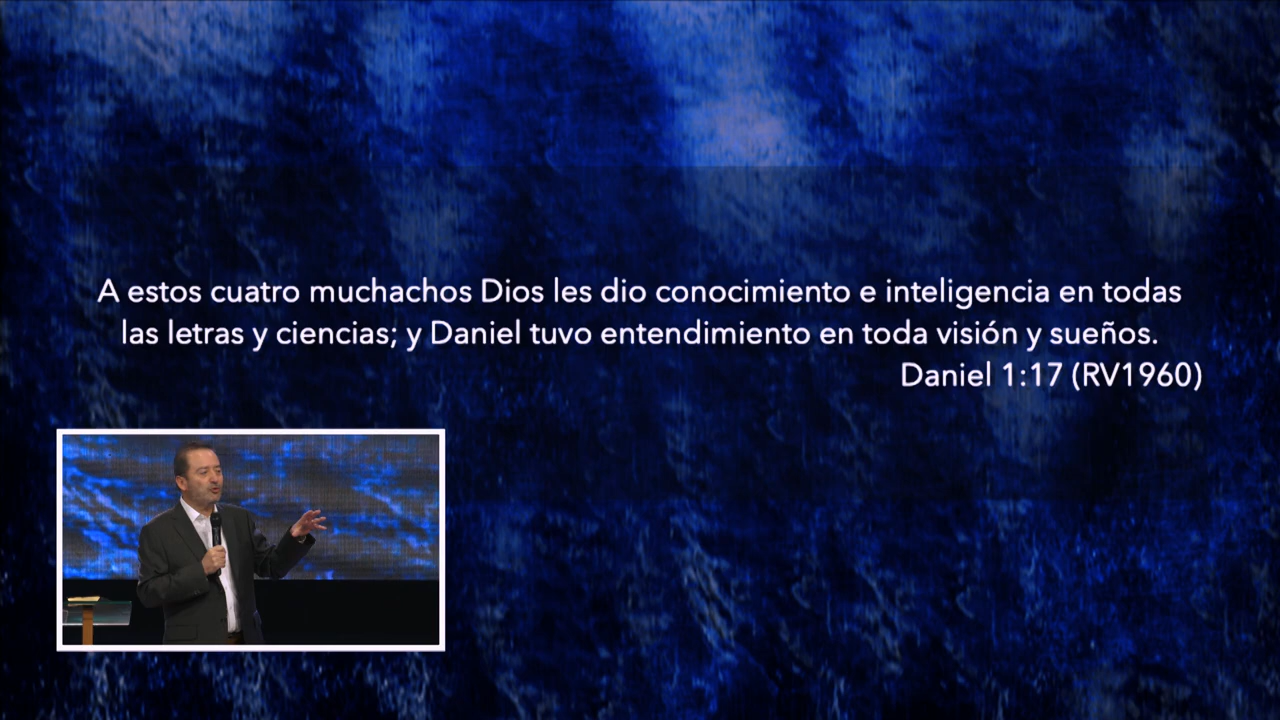 A estos cuatro muchachos Dios les dio conocimiento e inteligencia en todas
las letras y ciencias; y Daniel tuvo entendimiento en toda visión y sueños.
Daniel 1:17 (RV1960)